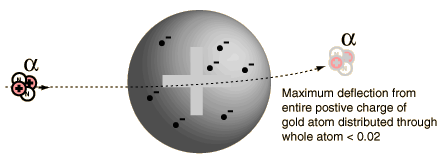 α
α
Maximum deflection from
entire postive charge of
gold atom distributed through
whole atom < 0.02